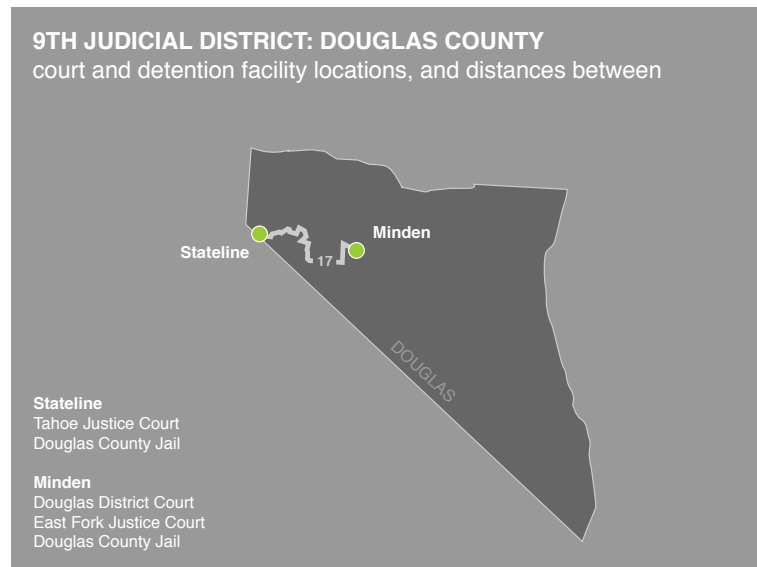 9TH JUDICIAL DISTRICT: DOUGLAS COUNTY
court and detention facility locations, and distances between
Minden
Stateline
17
DOUGLAS
Stateline
Tahoe Justice Court
Douglas County Jail
Minden
Douglas District Court
East Fork Justice Court
Douglas County Jail